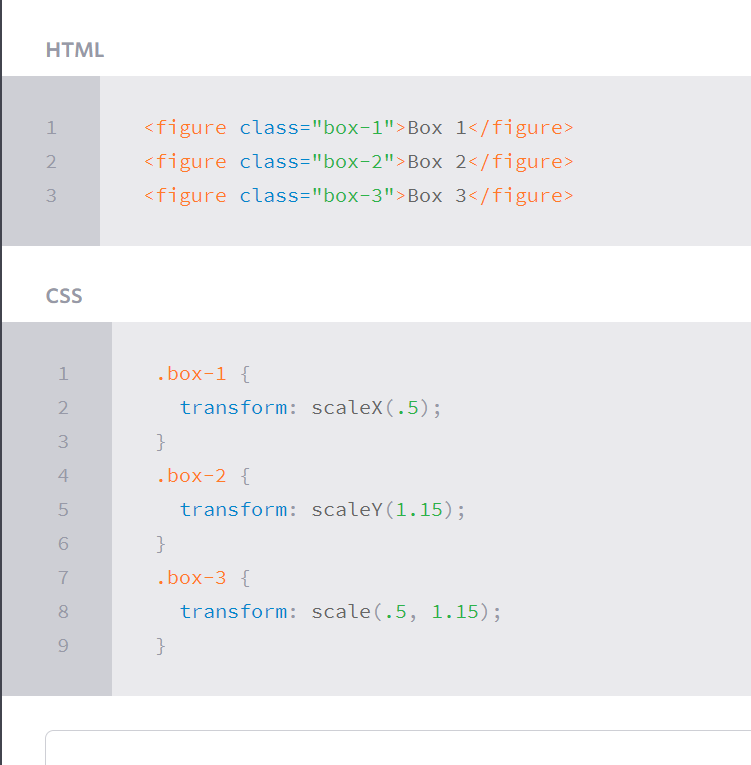 HTML
1 <figure class="box-1">Box 1</figure>
2 <figure class="box-2">Box 2</figure>
3 <figure class="box-3">Box 3</figure>
CSS
1 .box-1 {
2   transform: scaleX(.5);
3 }
4 .box-2 {
5   transform: scaleY(1.15);
6 }
7 .box-3 {
8   transform: scale(.5, 1.15);
9 }